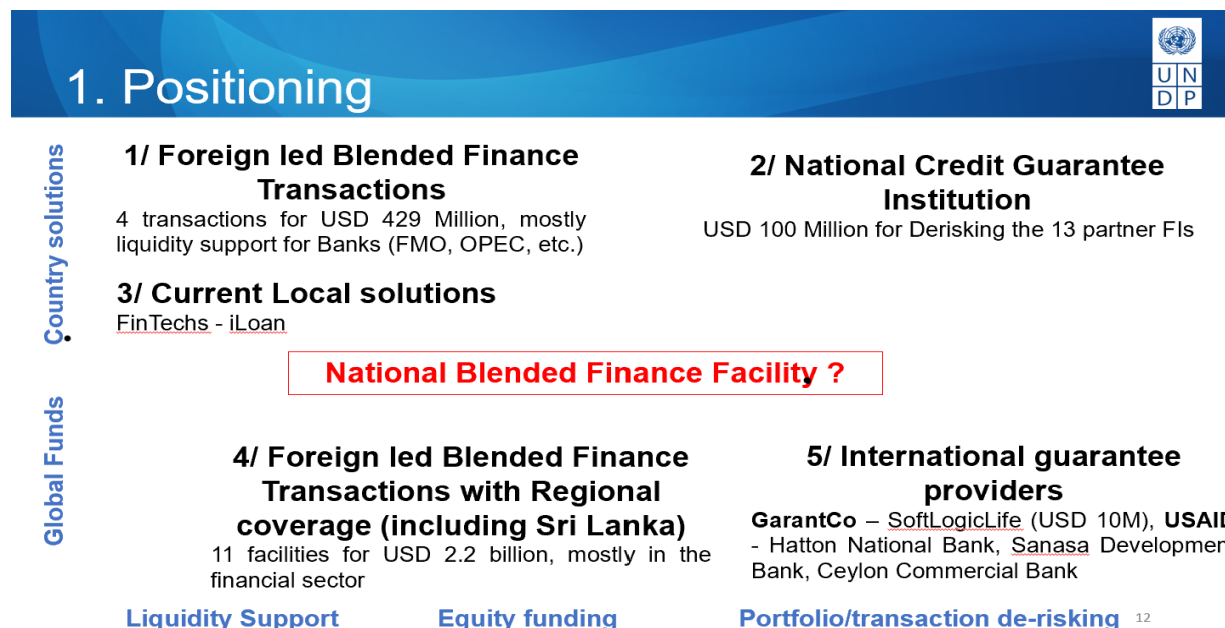 1. Positioning
U N
D P
Country solutions
1/ Foreign led Blended Finance
Transactions
4 transactions for USD 429 Million, mostly
liquidity support for Banks (FMO, OPEC, etc.)
2/ National Credit Guarantee
Institution
USD 100 Million for Derisking the 13 partner FIs
3/ Current Local solutions
FinTechs - iLoan
National Blended Finance Facility ?
Global Funds
4/ Foreign led Blended Finance
Transactions with Regional
coverage (including Sri Lanka)
11 facilities for USD 2.2 billion, mostly in the
financial sector
5/ International guarantee
providers
GarantCo – SoftLogicLife (USD 10M), USAID
- Hatton National Bank, Sanasa Developmen
Bank, Ceylon Commercial Bank
Liquidity Support
Equity funding
Portfolio/transaction de-risking
12